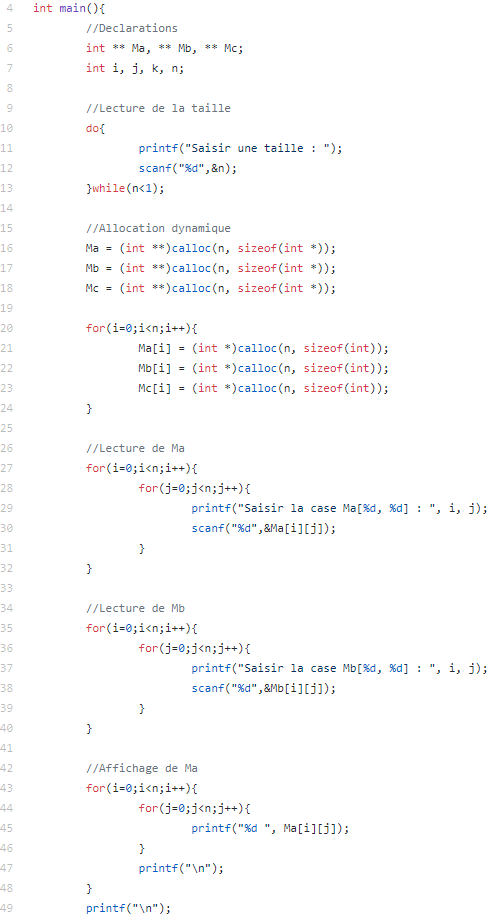 4 int main(){
5 //Declarations
6 int ** Ma, ** Mb, ** Mc;
7 int i, j, k, n;
8
9 //Lecture de la taille
10 do{
11 printf("Saisir une taille : ");
12 scanf("%d",&n);
13 }while(n<1);
14
15 //Allocation dynamique
16 Ma = (int **)calloc(n, sizeof(int *));
17 Mb = (int **)calloc(n, sizeof(int *));
18 Mc = (int **)calloc(n, sizeof(int *));
19
20 for(i=0;i<n;i++){
21 Ma[i] = (int *)calloc(n, sizeof(int));
22 Mb[i] = (int *)calloc(n, sizeof(int));
23 Mc[i] = (int *)calloc(n, sizeof(int));
24 }
25
26 //Lecture de Ma
27 for(i=0;i<n;i++){
28 for(j=0;j<n;j++){
29 printf("Saisir la case Ma[%d, %d] : ", i, j);
30 scanf("%d",&Ma[i][j]);
31 }
32 }
33
34 //Lecture de Mb
35 for(i=0;i<n;i++){
36 for(j=0;j<n;j++){
37 printf("Saisir la case Mb[%d, %d] : ", i, j);
38 scanf("%d",&Mb[i][j]);
39 }
40 }
41
42 //Affichage de Ma
43 for(i=0;i<n;i++){
44 for(j=0;j<n;j++){
45 printf("%d ", Ma[i][j]);
46 }
47 printf("\n");
48 }
49 printf("\n");